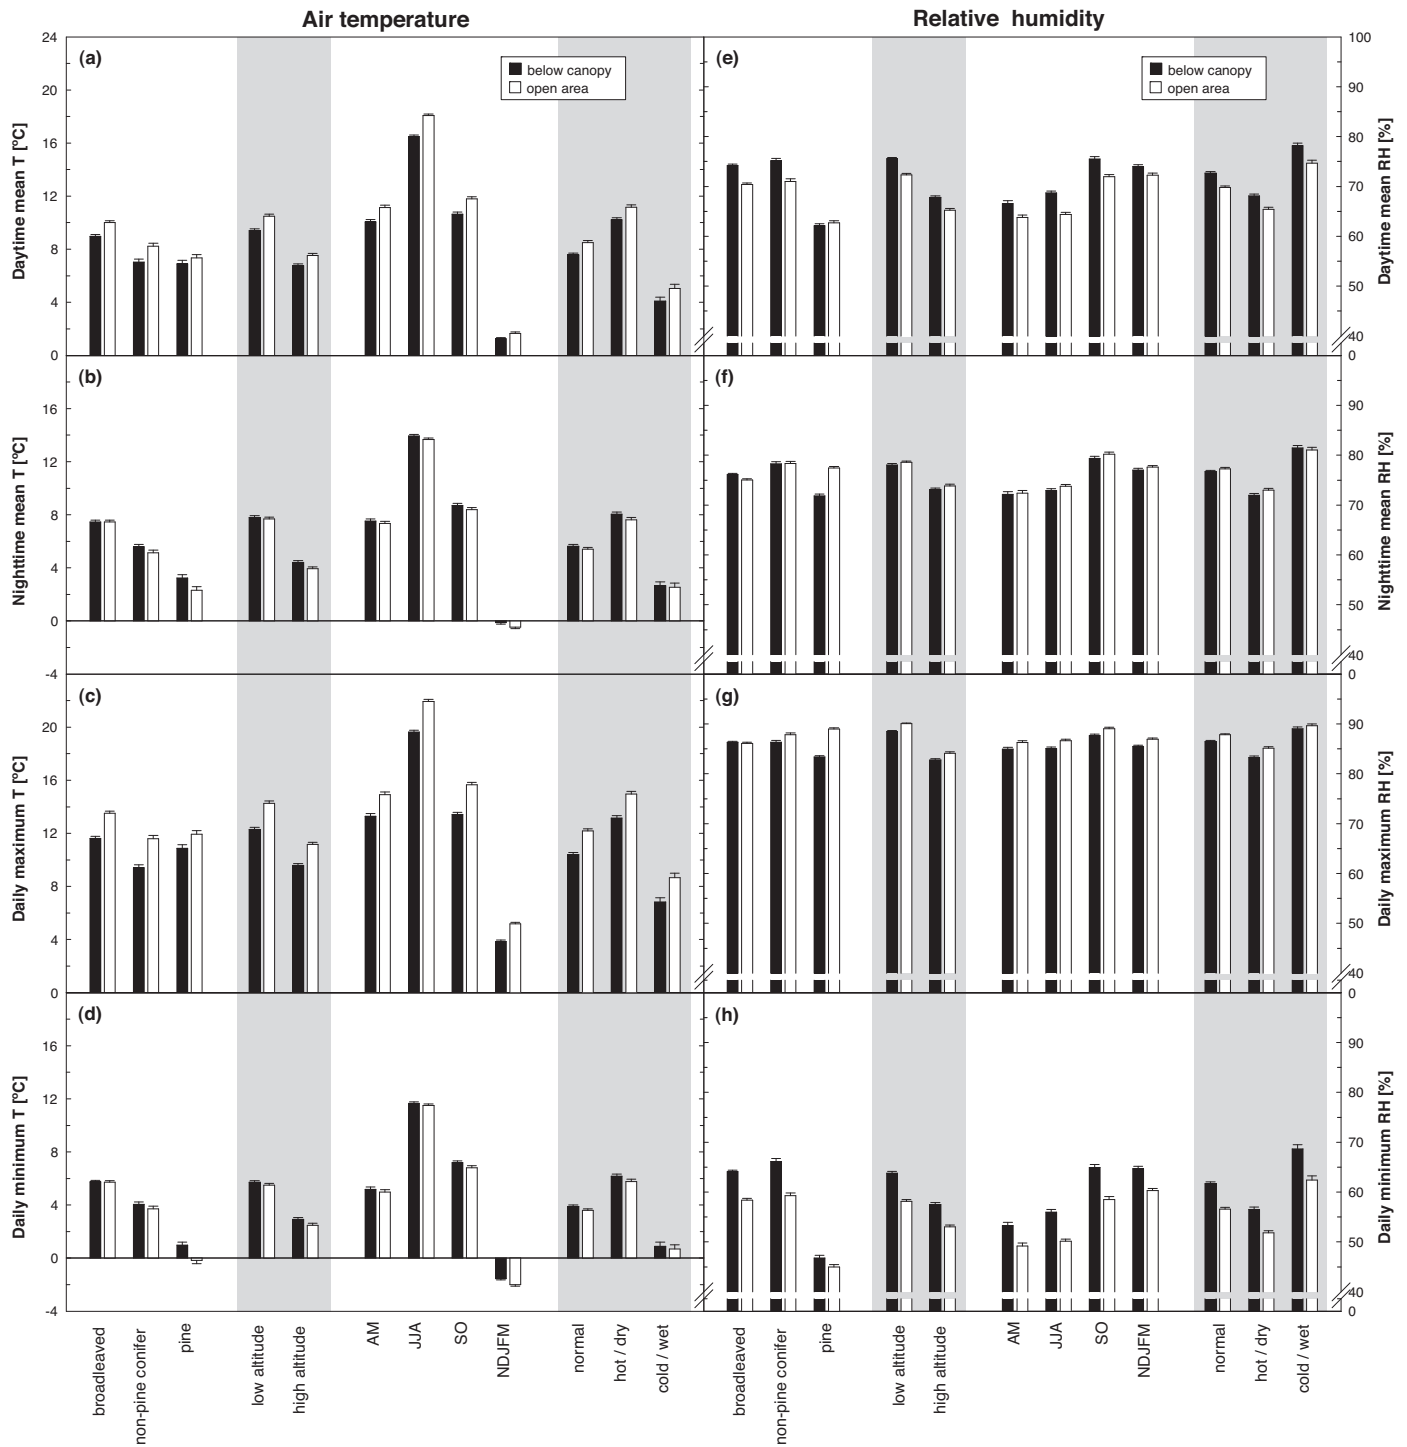 Air temperature
Relative humidity
(a)
below canopy
open area
Daytime mean T [°C]
24
20
16
12
8
4
0
(e)
below canopy
open area
100
90
80
70
60
50
40
0
Daytime mean RH [%]
(b)
Nighttime mean T [°C]
16
12
8
4
0
-4
(f)
90
80
70
60
50
40
0
Nighttime mean RH [%]
(c)
Daily maximum T [°C]
20
16
12
8
4
0
(g)
90
80
70
60
50
40
0
Daily maximum RH [%]
(d)
Daily minimum T [°C]
16
12
8
4
0
-4
(h)
90
80
70
60
50
40
0
Daily minimum RH [%]
broadleaved
non-pine conifer
pine
low altitude
high altitude
AM
JJA
SO
NDJFM
normal
hot / dry
cold / wet
broadleaved
non-pine conifer
pine
low altitude
high altitude
AM
JJA
SO
NDJFM
normal
hot / dry
cold / wet